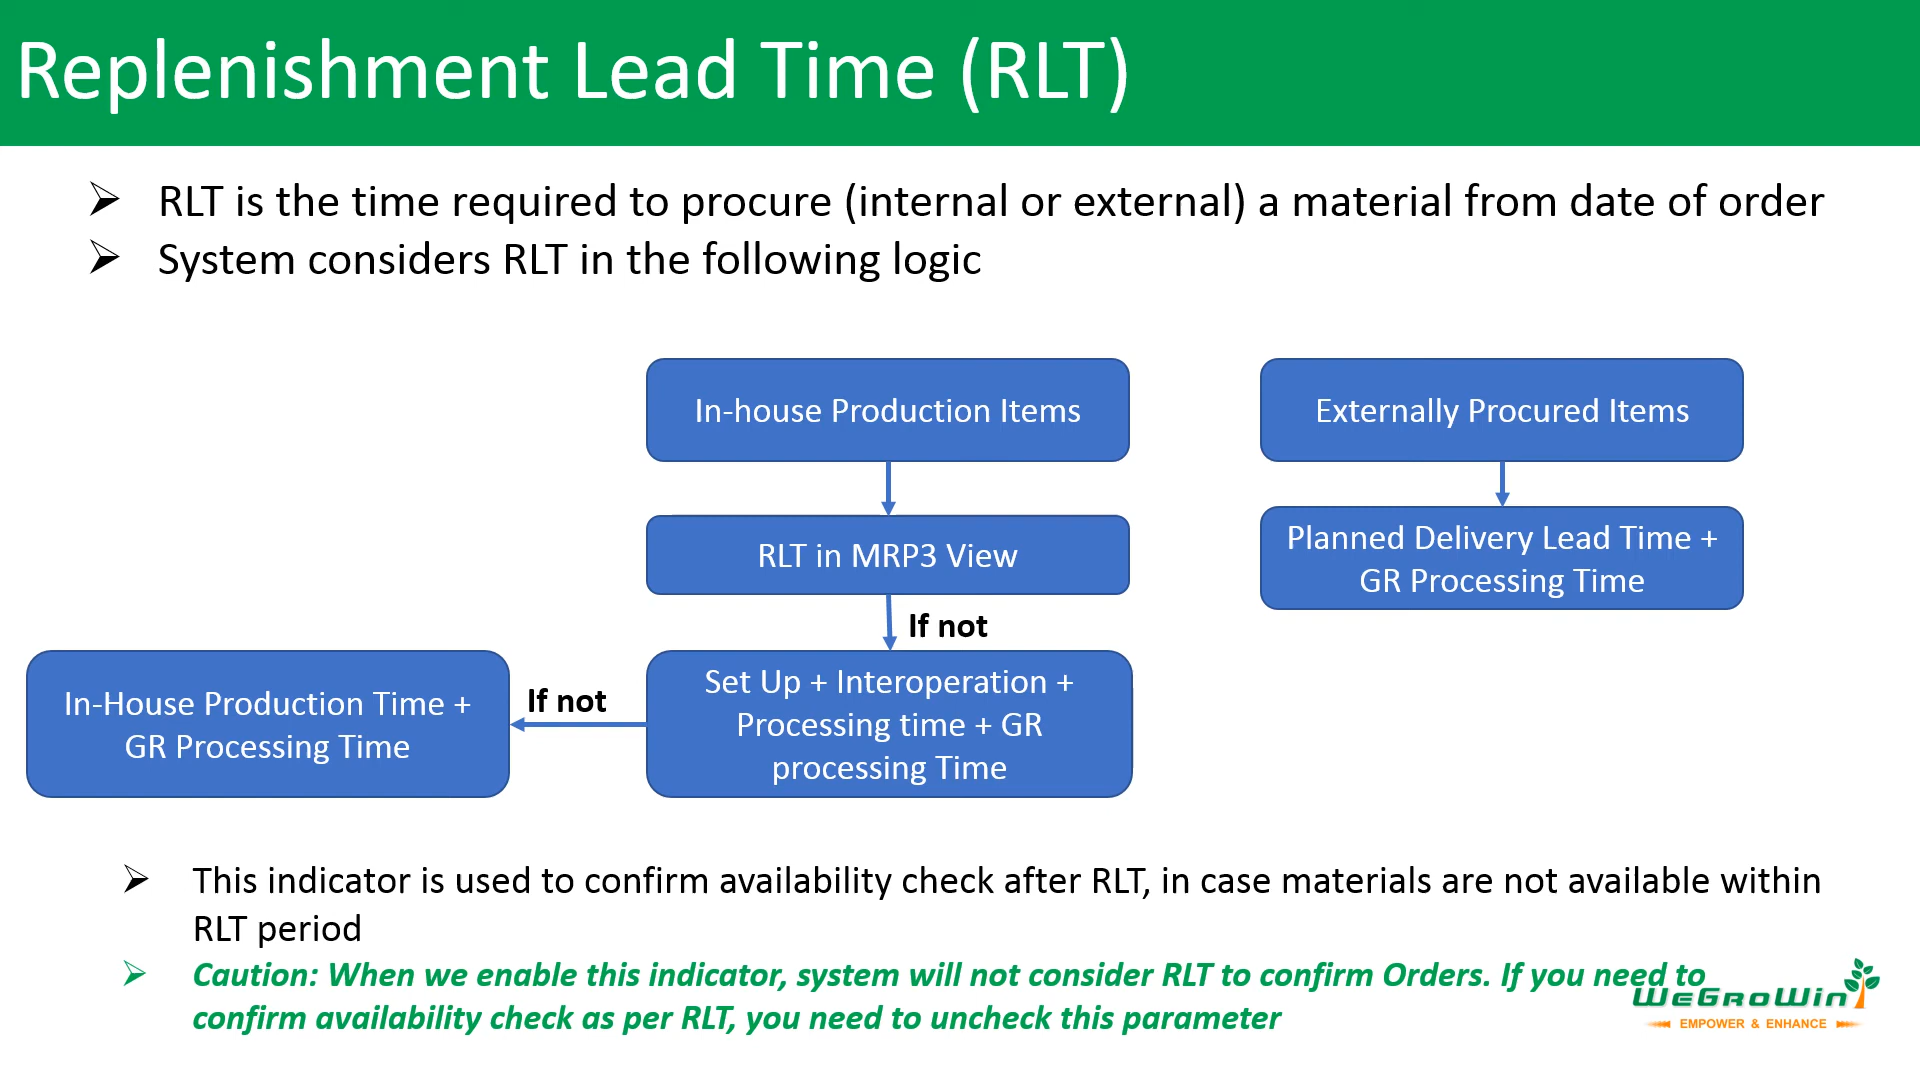 Replenishment Lead Time (RLT)
RLT is the time required to procure (internal or external) a material from date of order
System considers RLT in the following logic
In-house Production Items
Externally Procured Items
RLT in MRP3 View
Planned Delivery Lead Time +
GR Processing Time
If not
Set Up + Interoperation +
Processing time + GR
processing Time
If not
In-House Production Time +
GR Processing Time
This indicator is used to confirm availability check after RLT, in case materials are not available within
RLT period
Caution: When we enable this indicator, system will not consider RLT to confirm Orders. If you need to
confirm availability check as per RLT, you need to uncheck this parameter
WeGroWin
EMPOWER & ENHANCE